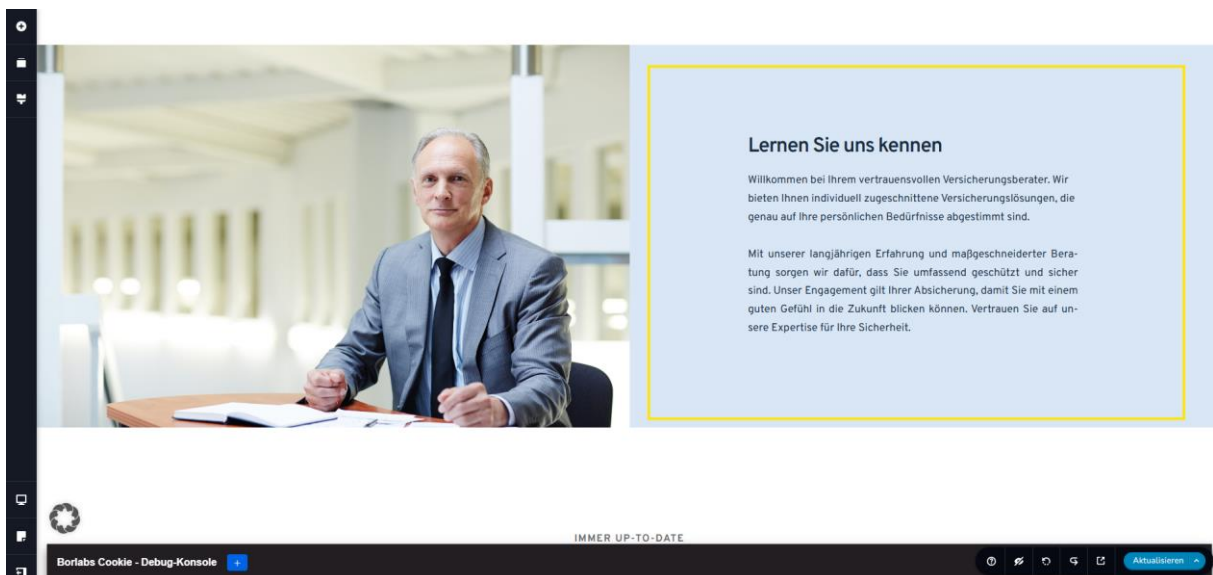 Lernen Sie uns kennen
Willkommen bei Ihrem vertrauensvollen Versicherungsberater. Wir
bieten Ihnen individuell zugeschnittene Versicherungslösungen, die
genau auf Ihre persönlichen Bedürfnisse abgestimmt sind.
Mit unserer langjährigen Erfahrung und maßgeschneiderter Bera-
tung sorgen wir dafür, dass Sie umfassend geschützt und sicher
sind. Unser Engagement gilt Ihrer Absicherung, damit Sie mit einem
guten Gefühl in die Zukunft blicken können. Vertrauen Sie auf un-
sere Expertise für Ihre Sicherheit.
IMMER UP-TO-DATE
Borlabs Cookie - Debug-Konsole +
Aktualisieren